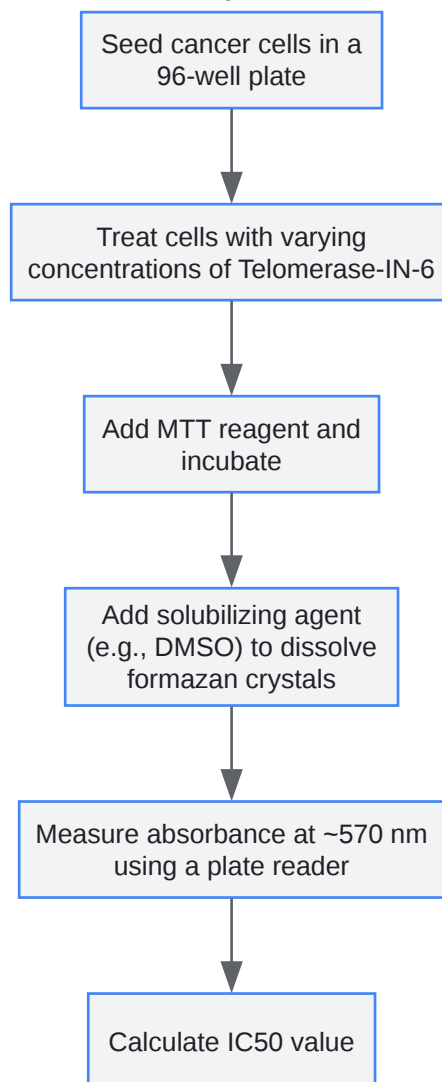 Seed cancer cells in a
96-well plate
Treat cells with varying
concentrations of Telomerase-IN-6
Add MTT reagent and
incubate
Add solubilizing agent
(e.g., DMSO) to dissolve
formazan crystals
Measure absorbance at ~570 nm
using a plate reader
Calculate IC50 value